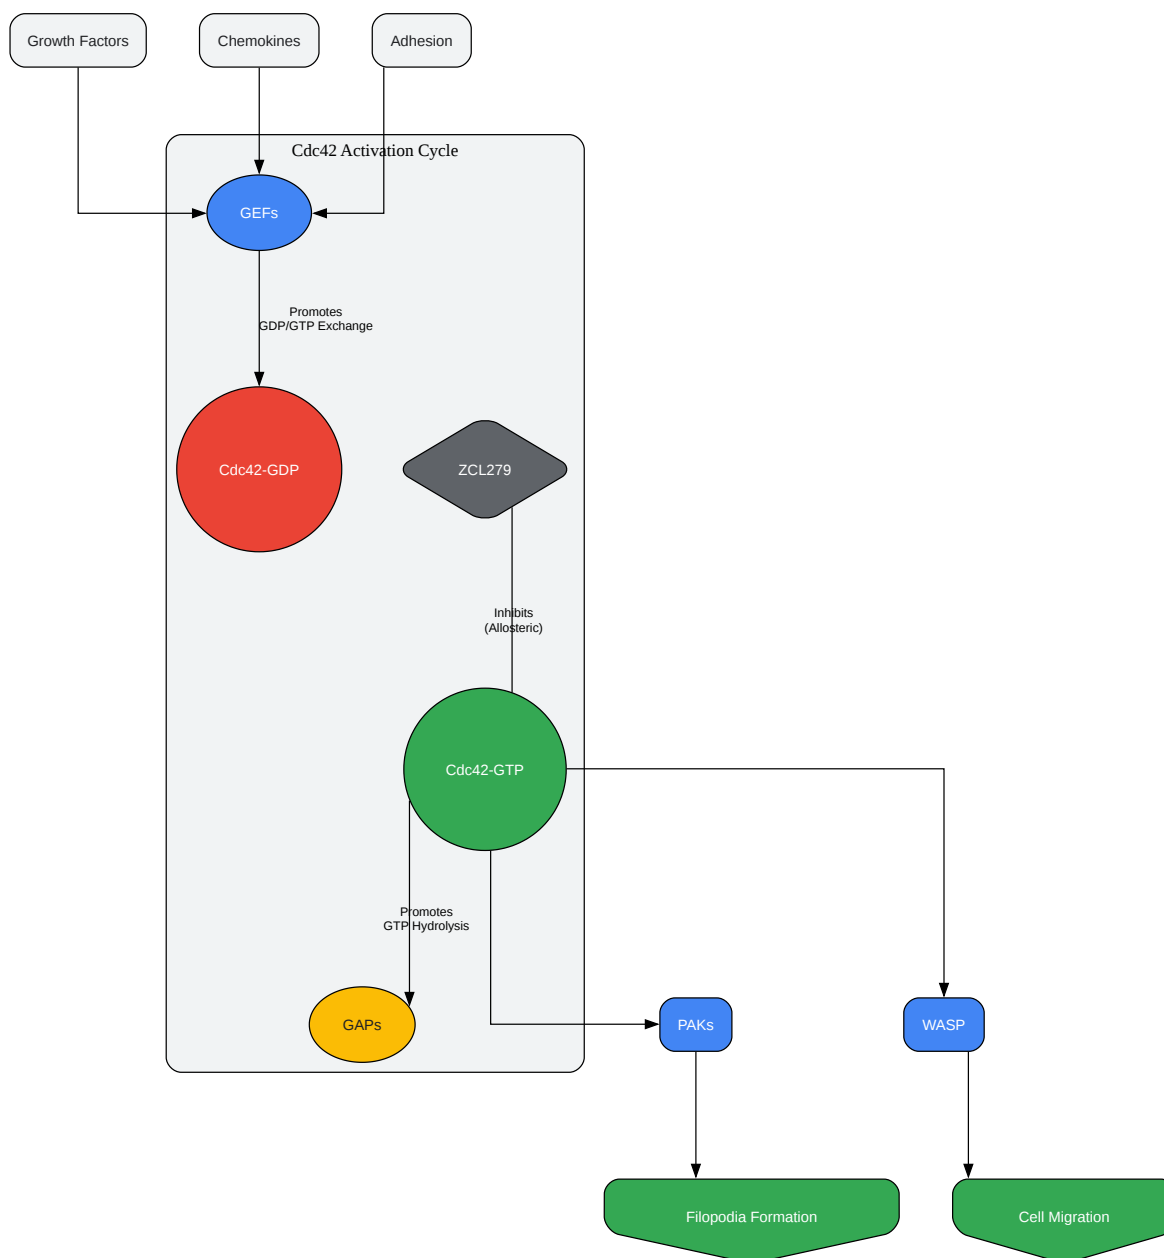 Growth Factors
Chemokines
Adhesion
Cdc42 Activation Cycle
GEFs
Promotes
GDP/GTP Exchange
Cdc42-GDP
ZCL279
Inhibits
(Allosteric)
Cdc42-GTP
Promotes
GTP Hydrolysis
GAPs
PAKs
WASP
Filopodia Formation
Cell Migration